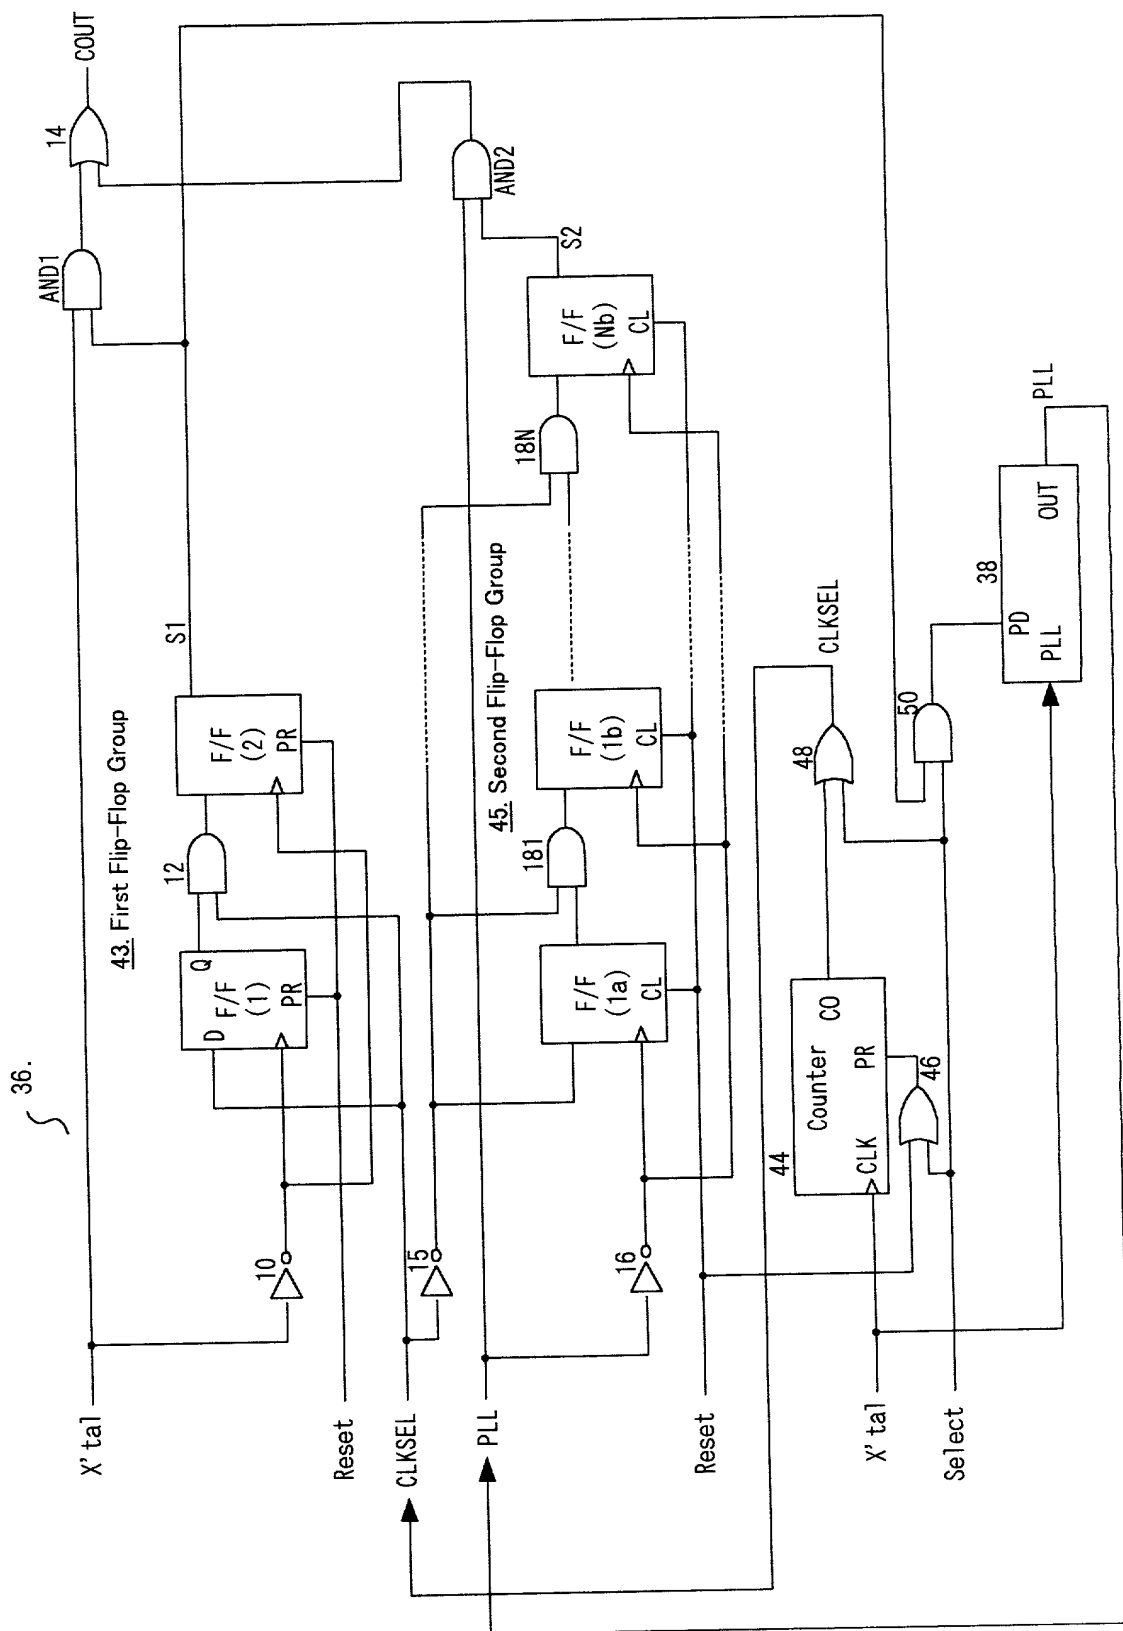 36.
X'tal
10
Reset
43. First Flip-Flop Group
D
Q
F/F
(1)
PR
12
F/F
(2)
PR
S1
AND1
14
COUT
CLKSEL
15
PLL
16
Reset
45. Second Flip-Flop Group
F/F
(1a)
CL
181
F/F
(1b)
CL
18N
F/F
(Nb)
CL
S2
AND2
44
Counter
CO
CLK
PR
46
X'tal
Select
48
CLKSEL
50
38
PD
PLL
OUT
PLL